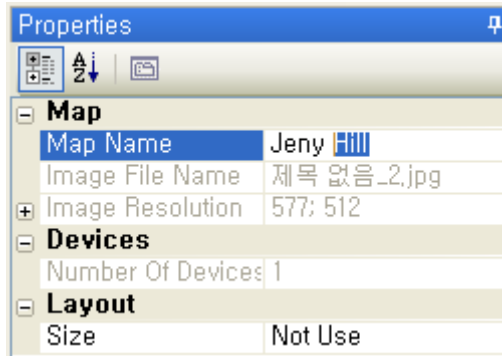 Properties
Map
Map Name Jeny Hill
Image File Name 제목 없음_2.jpg
Image Resolution 577; 512
Devices
Number Of Devices 1
Layout
Size Not Use